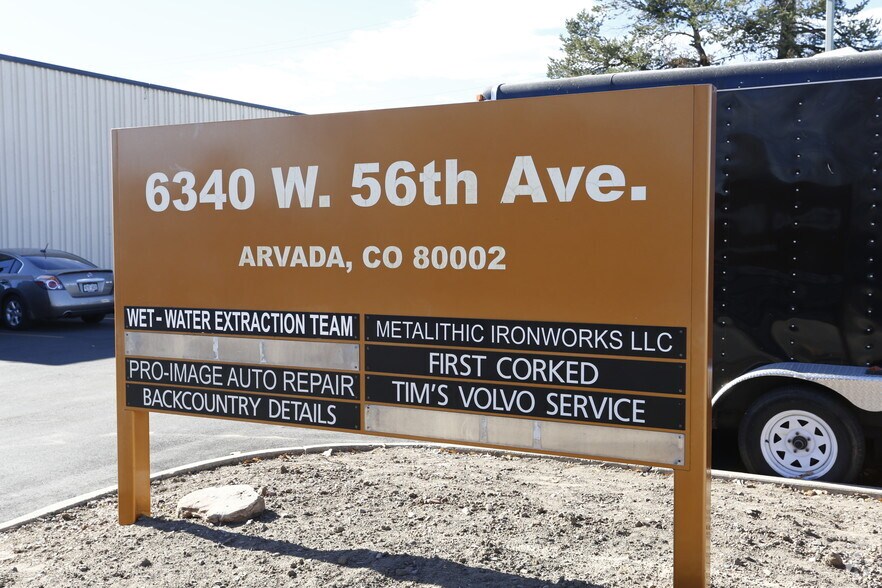 6340 W. 56th Ave.
ARVADA, CO 80002
WET - WATER EXTRACTION TEAM
PRO-IMAGE AUTO REPAIR
BACKCOUNTRY DETAILS
METALITHIC IRONWORKS LLC
FIRST CORKED
TIM'S VOLVO SERVICE